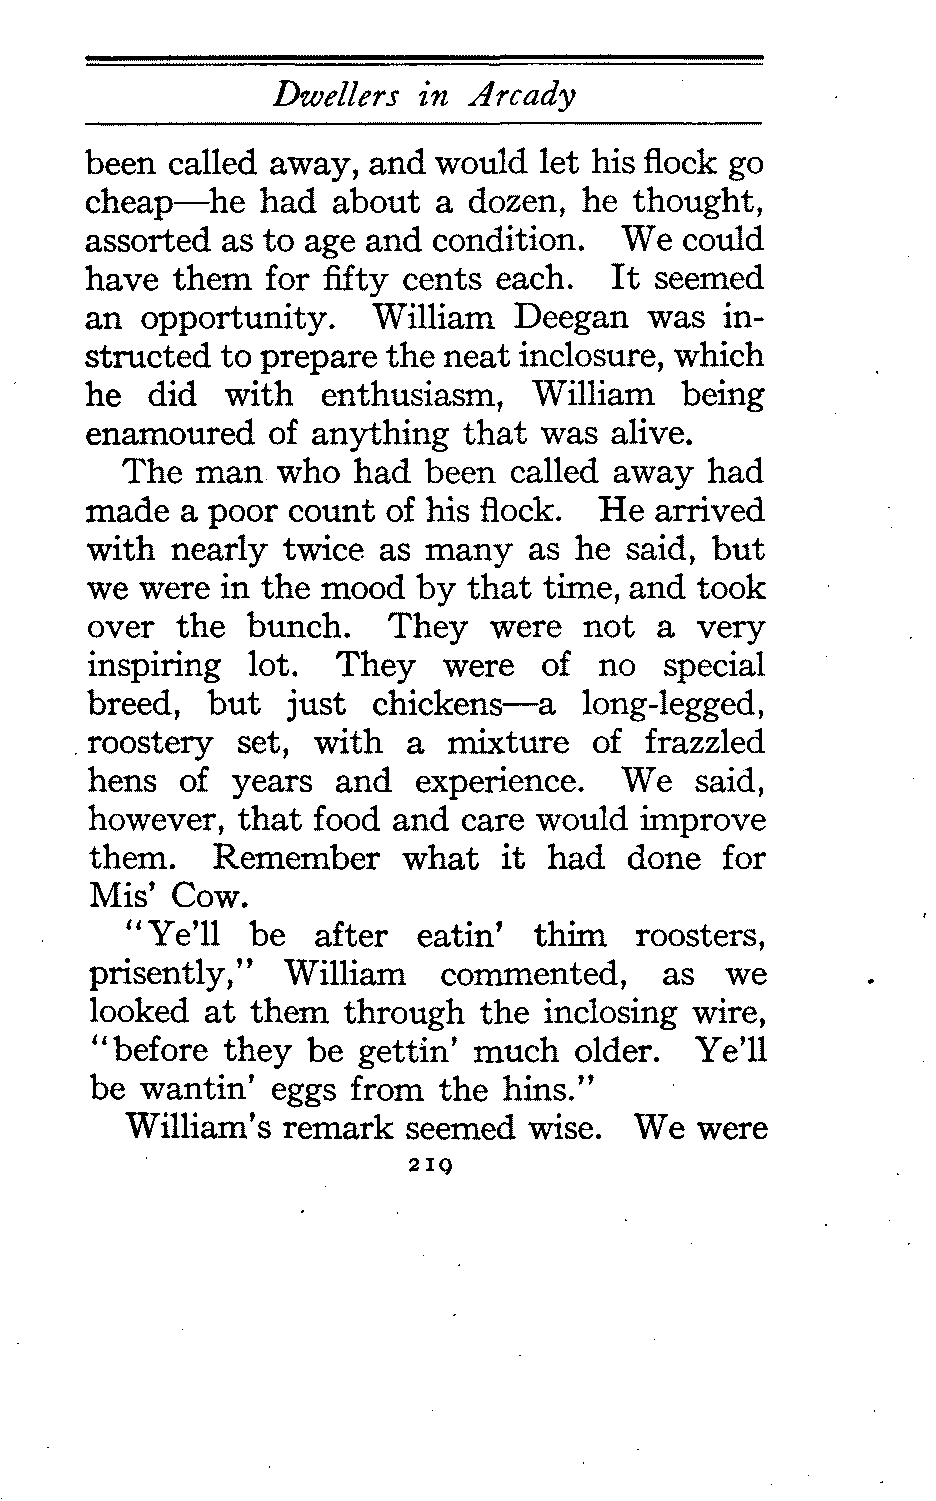 Dwellers in Arcady
been called away, and would let his flock go
cheap—he had about a dozen, he thought,
assorted as to age and condition. We could
have them for fifty cents each. It seemed
an opportunity. William Deegan was in-
structed to prepare the neat inclosure, which
he did with enthusiasm, William being
enamoured of anything that was alive.
The man who had been called away had
made a poor count of his flock. He arrived
with nearly twice as many as he said, but
we were in the mood by that time, and took
over the bunch. They were not a very
inspiring lot. They were of no special
breed, but just chickens—a long-legged,
roostery set, with a mixture of frazzled
hens of years and experience. We said,
however, that food and care would improve
them. Remember what it had done for
Mis' Cow.
"Ye'll be after eatin' thim roosters,
prisently," William commented, as we
looked at them through the inclosing wire,
"before they be gettin' much older. Ye'll
be wantin' eggs from the hins."
William's remark seemed wise. We were
219